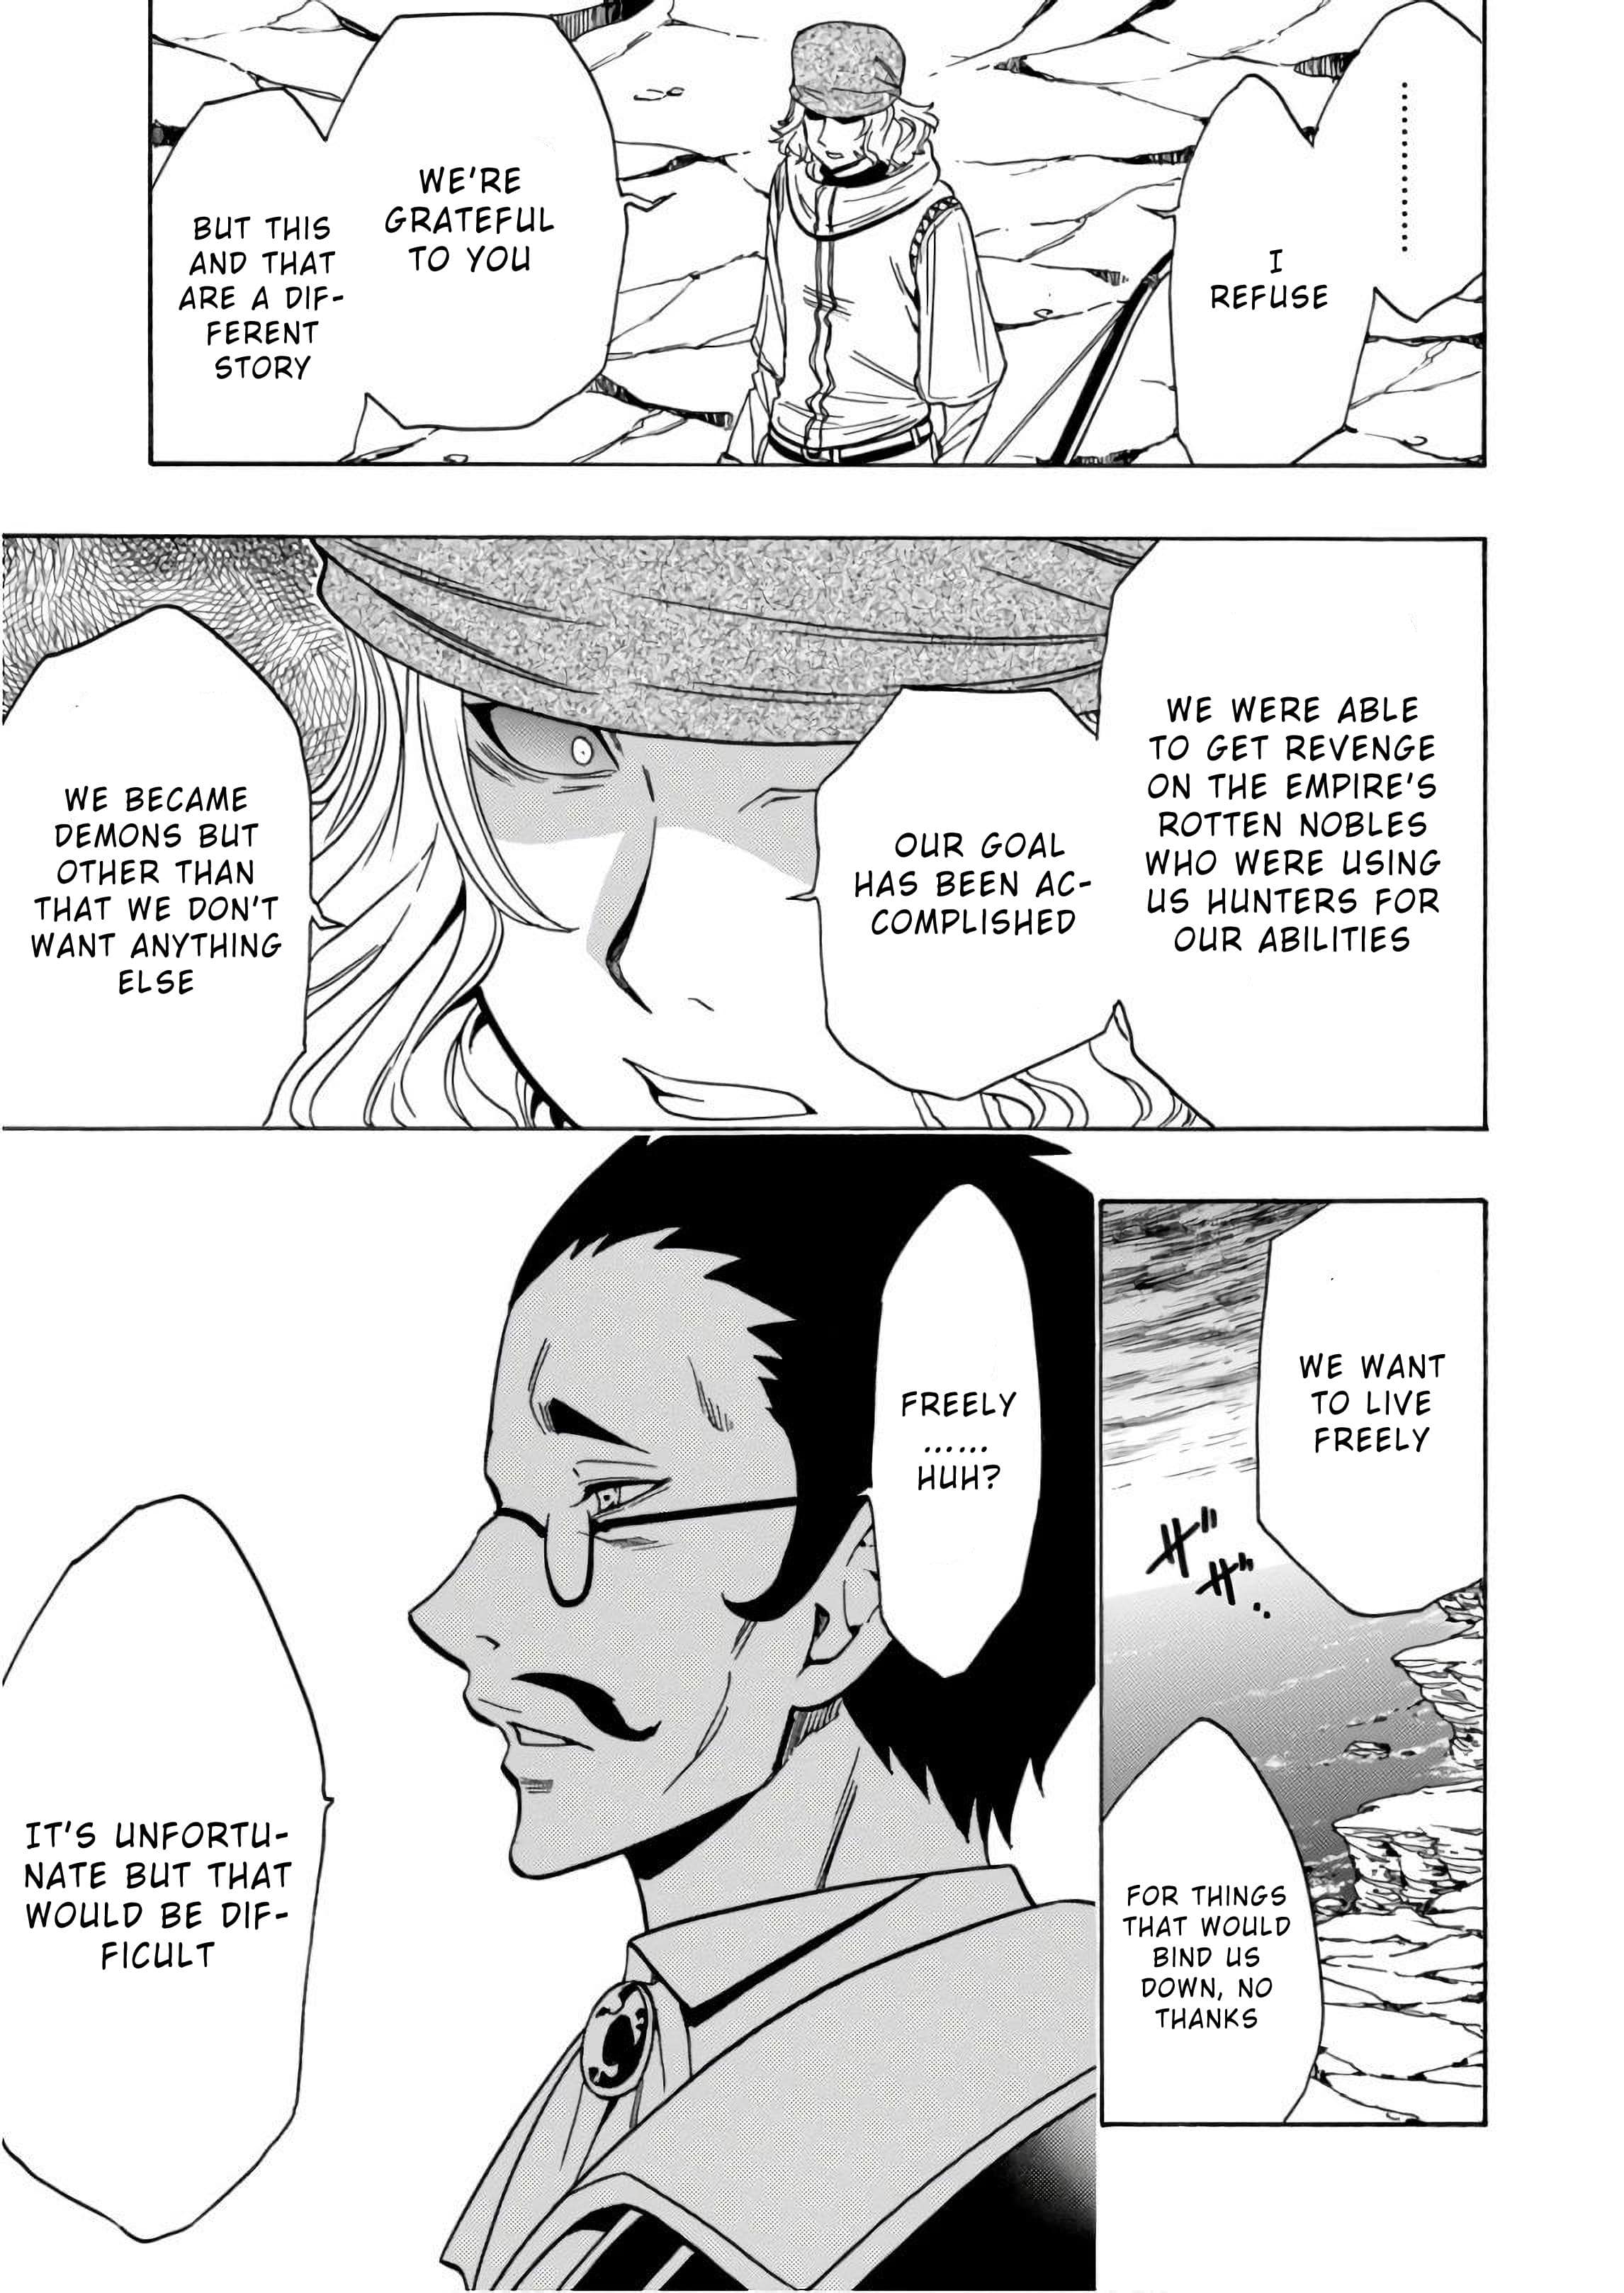 .........
I
REFUSE
WE'RE
GRATEFUL
TO YOU
BUT THIS
AND THAT
ARE A DIF-
FERENT
STORY
WE WERE ABLE
TO GET REVENGE
ON THE EMPIRE'S
ROTTEN NOBLES
WHO WERE USING
US HUNTERS FOR
OUR ABILITIES
OUR GOAL
HAS BEEN AC-
COMPLISHED
WE BECAME
DEMONS BUT
OTHER THAN
THAT WE DON'T
WANT ANYTHING
ELSE
WE WANT
TO LIVE
FREELY
ザ
ザ..
FOR THINGS
THAT WOULD
BIND US
DOWN, NO
THANKS
FREELY
......
HUH?
IT'S UNFORTU-
NATE BUT THAT
WOULD BE DIF-
FICULT